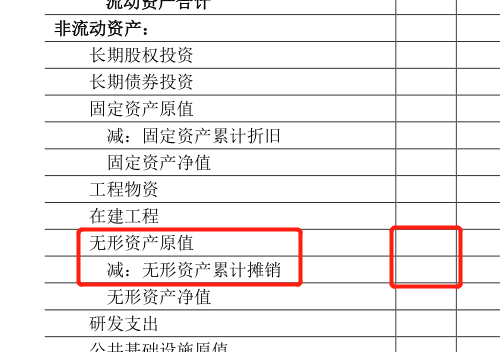 流动资产合计
非流动资产：
长期股权投资
长期债券投资
固定资产原值
减：固定资产累计折旧
固定资产净值
工程物资
在建工程
无形资产原值
减：无形资产累计摊销
无形资产净值
研发支出
公共基础设施原值